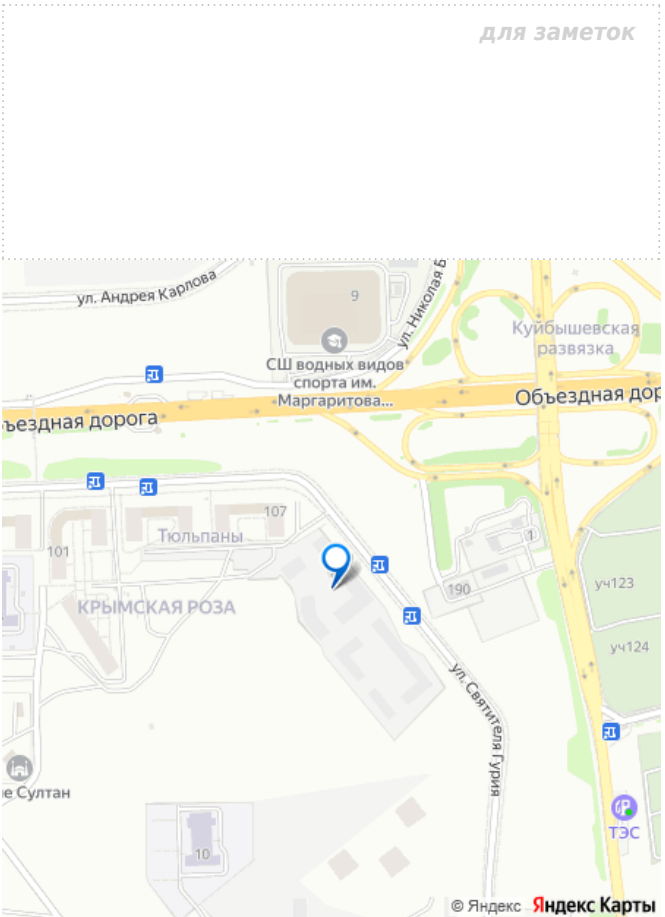 для заметок
ул. Андрея Карлова
9
ул. Николая Б
Куйбышевская
развязка
СШ водных видов
спорта им.
Маргаритова...
Объездная дор
ъездная дорога
107
Тюльпаны
101
1
190
уч123
КРЫМСКАЯ РОЗА
уч124
ул. Святителя Гурия
е Султан
ТЭС
10
© Яндекс Яндекс Карты